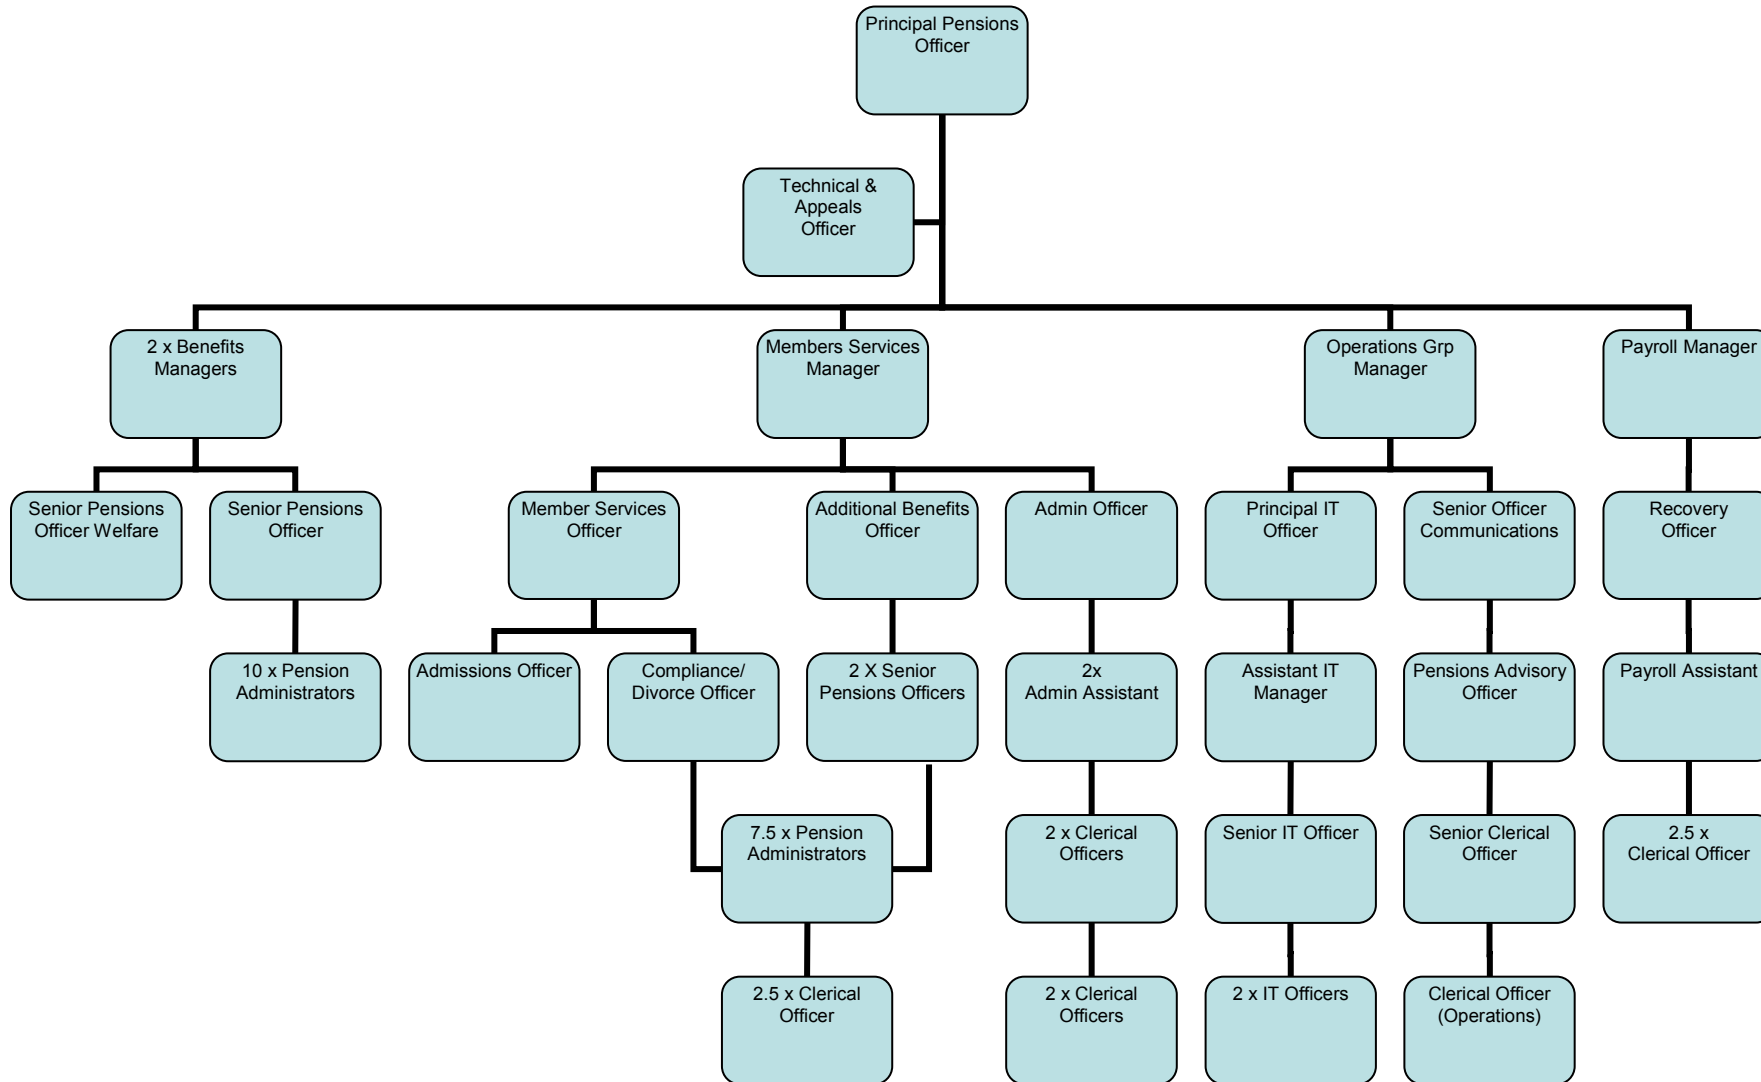 Principal Pensions
Officer
Technical &
Appeals
Officer
2 x Benefits
Managers
Members Services
Manager
Operations Grp
Manager
Payroll Manager
Senior Pensions
Officer Welfare
Senior Pensions
Officer
Member Services
Officer
Additional Benefits
Officer
Admin Officer
Principal IT
Officer
Senior Officer
Communications
Recovery
Officer
10 x Pension
Administrators
Admissions Officer
Compliance/
Divorce Officer
2 X Senior
Pensions Officers
2x
Admin Assistant
Assistant IT
Manager
Pensions Advisory
Officer
Payroll Assistant
7.5 x Pension
Administrators
2 x Clerical
Officers
Senior IT Officer
Senior Clerical
Officer
2.5 x
Clerical Officer
2.5 x Clerical
Officer
2 x Clerical
Officers
2 x IT Officers
Clerical Officer
(Operations)